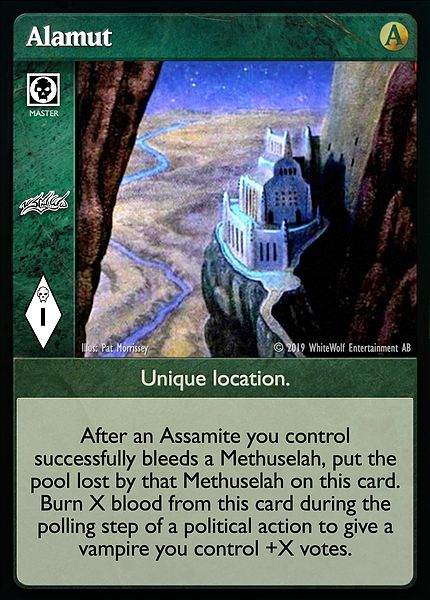 Alamut
A
MASTER
1
Illus: Pat Morrissey
© 2019 WhiteWolf Entertainment AB
Unique location.
After an Assamite you control
successfully bleeds a Methuselah, put the
pool lost by that Methuselah on this card.
Burn X blood from this card during the
polling step of a political action to give a
vampire you control +X votes.